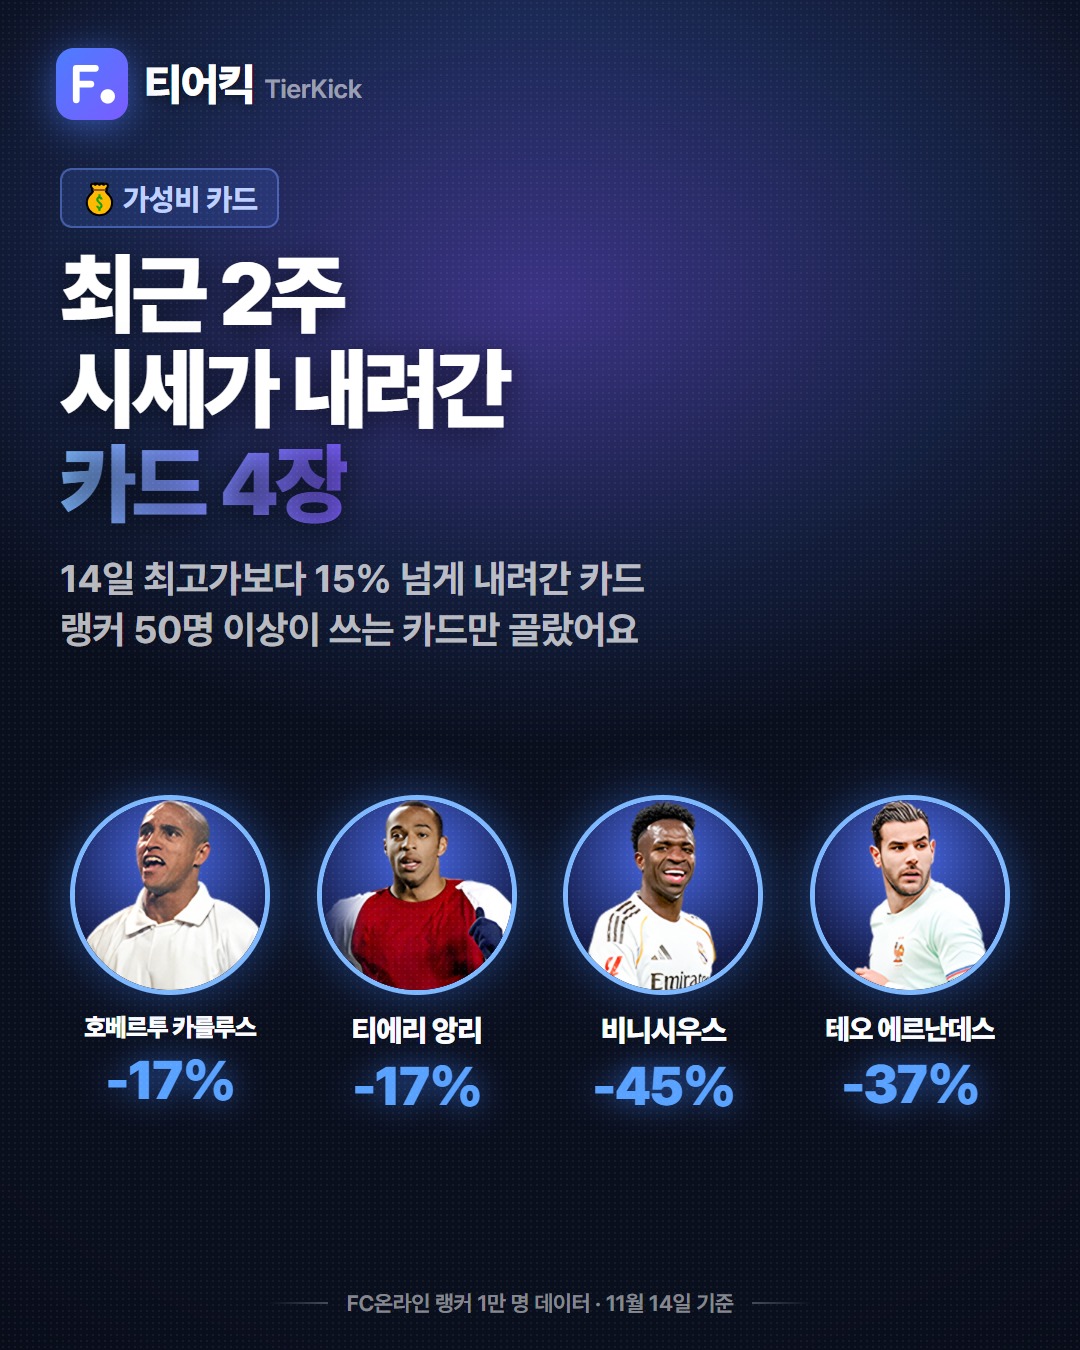 F.
티어킥 TierKick
가성비 카드
최근 2주
시세가 내려간
카드 4장
14일 최고가보다 15% 넘게 내려간 카드
랭커 50명 이상이 쓰는 카드만 골랐어요
Emirates
호베르투 카를루스
티에리 앙리
비니시우스
테오 에르난데스
-17%
-17%
-45%
-37%
FC온라인 랭커 1만 명 데이터 · 11월 14일 기준